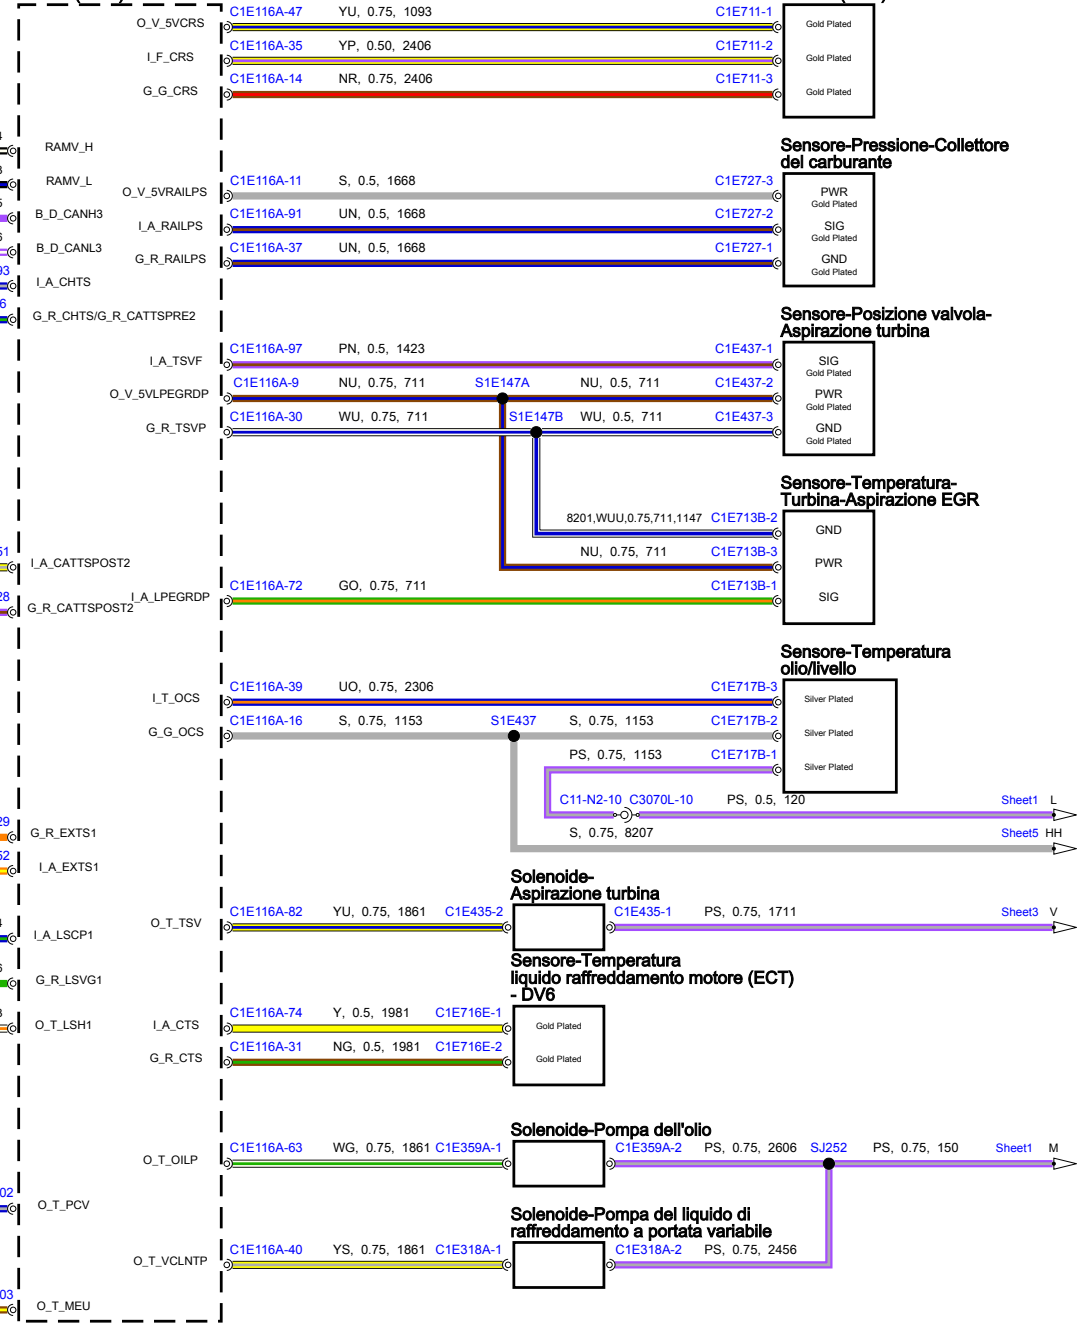 O_V_5VCRS C1E116A-47 YU, 0.75, 1093 C1E711-1 Gold Plated
I_F_CRS C1E116A-35 YP, 0.50, 2406 C1E711-2 Gold Plated
G_G_CRS C1E116A-14 NR, 0.75, 2406 C1E711-3 Gold Plated
RAMV_H
Sensore-Pressione-Collettore
del carburante
RAMV_L
O_V_5VRAILPS C1E116A-11 S, 0.5, 1668 C1E727-3 PWR
Gold Plated
B_D_CANH3
I_A_RAILPS C1E116A-91 UN, 0.5, 1668 C1E727-2 SIG
Gold Plated
B_D_CANL3
G_R_RAILPS C1E116A-37 UN, 0.5, 1668 C1E727-1 GND
Gold Plated
93 I_A_CHTS
6 G_R_CHTS/G_R_CATTSPRE2
Sensore-Posizione valvola-
Aspirazione turbina
I_A_TSVF C1E116A-97 PN, 0.5, 1423 C1E437-1 SIG
Gold Plated
O_V_5VLPEGRDP C1E116A-9 NU, 0.75, 711 S1E147A NU, 0.5, 711 C1E437-2 PWR
Gold Plated
G_R_TSVP C1E116A-30 WU, 0.75, 711 S1E147B WU, 0.5, 711 C1E437-3 GND
Gold Plated
Sensore-Temperatura-
Turbina-Aspirazione EGR
8201,WUU,0.75,711,1147 C1E713B-2 GND
51 I_A_CATTSPOST2
NU, 0.75, 711 C1E713B-3 PWR
28 G_R_CATTSPOST2
I_A_LPEGRDP C1E116A-72 GO, 0.75, 711 C1E713B-1 SIG
Sensore-Temperatura
olio/livello
I_T_OCS C1E116A-39 UO, 0.75, 2306 C1E717B-3 Silver Plated
G_G_OCS C1E116A-16 S, 0.75, 1153 S1E437 S, 0.75, 1153 C1E717B-2 Silver Plated
PS, 0.75, 1153 C1E717B-1 Silver Plated
C11-N2-10 C3070L-10 PS, 0.5, 120 Sheet1 L
29 G_R_EXTS1
S, 0.75, 8207 Sheet5 HH
52 I_A_EXTS1
Solenoide-
Aspirazione turbina
O_T_TSV C1E116A-82 YU, 0.75, 1861 C1E435-2 C1E435-1 PS, 0.75, 1711 Sheet3 V
I_A_LSCP1
Sensore-Temperatura
liquido raffreddamento motore (ECT)
- DV6
G_R_LSVG1
O_T_LSH1
I_A_CTS C1E116A-74 Y, 0.5, 1981 C1E716E-1 Gold Plated
G_R_CTS C1E116A-31 NG, 0.5, 1981 C1E716E-2 Gold Plated
Solenoide-Pompa dell'olio
O_T_OILP C1E116A-63 WG, 0.75, 1861 C1E359A-1 C1E359A-2 PS, 0.75, 2606 SJ252 PS, 0.75, 150 Sheet1 M
02 O_T_PCV
Solenoide-Pompa del liquido di
raffreddamento a portata variabile
O_T_VCLNTP C1E116A-40 YS, 0.75, 1861 C1E318A-1 C1E318A-2 PS, 0.75, 2456
03 O_T_MEU